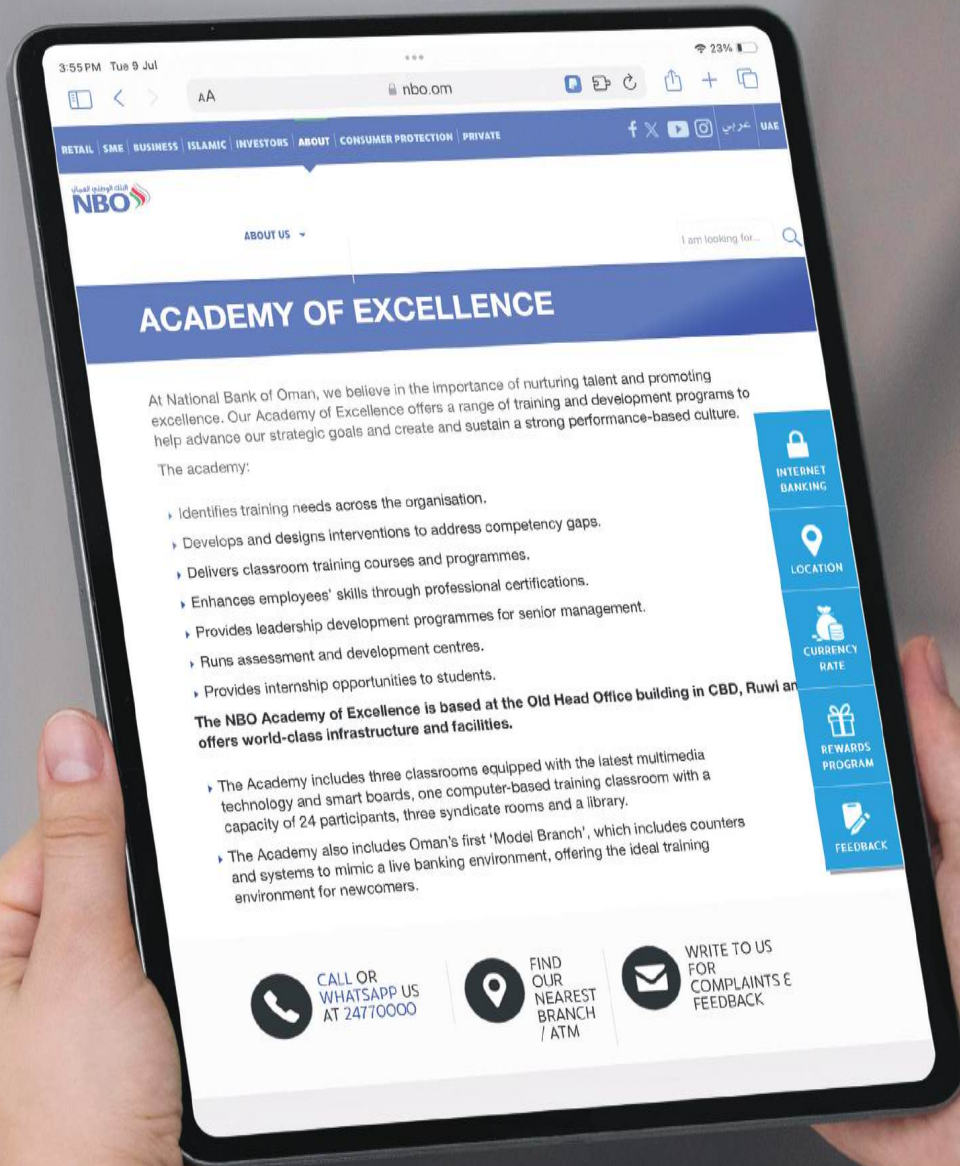 3:55 PM Tue 9 Jul
23%
AA
nbo.om
RETAIL SME BUSINESS ISLAMIC INVESTORS ABOUT CONSUMER PROTECTION PRIVATE
عربي UAE
البنك الوطني العماني
NBO
ABOUT US
I am looking for...
ACADEMY OF EXCELLENCE
At National Bank of Oman, we believe in the importance of nurturing talent and promoting
excellence. Our Academy of Excellence offers a range of training and development programs to
help advance our strategic goals and create and sustain a strong performance-based culture.
The academy:
Identifies training needs across the organisation.
Develops and designs interventions to address competency gaps.
Delivers classroom training courses and programmes.
Enhances employees' skills through professional certifications.
Provides leadership development programmes for senior management.
Runs assessment and development centres.
Provides internship opportunities to students.
The NBO Academy of Excellence is based at the Old Head Office building in CBD, Ruwi an
offers world-class infrastructure and facilities.
The Academy includes three classrooms equipped with the latest multimedia
technology and smart boards, one computer-based training classroom with a
capacity of 24 participants, three syndicate rooms and a library.
The Academy also includes Oman's first 'Model Branch', which includes counters
and systems to mimic a live banking environment, offering the ideal training
environment for newcomers.
INTERNET
BANKING
LOCATION
CURRENCY
RATE
REWARDS
PROGRAM
FEEDBACK
CALL OR
WHATSAPP US
AT 24770000
FIND
OUR
NEAREST
BRANCH
/ ATM
WRITE TO US
FOR
COMPLAINTS &
FEEDBACK